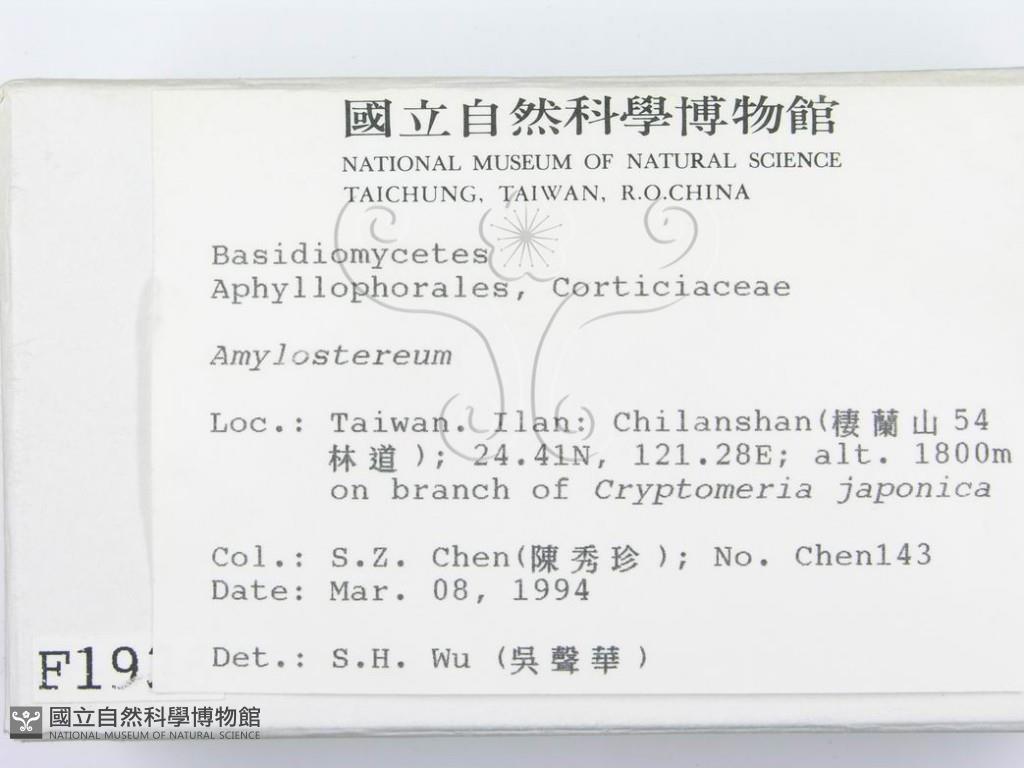 國立自然科學博物館
NATIONAL MUSEUM OF NATURAL SCIENCE
TAICHUNG, TAIWAN, R.O.CHINA
Basidiomycetes
Aphyllophorales, Corticiaceae
Amylostereum
Loc.: Taiwan. Ilan: Chilanshan(棲蘭山54
林道); 24.41N, 121.28E; alt. 1800m
on branch of Cryptomeria japonica
Col.: S.Z. Chen(陳秀珍); No. Chen143
Date: Mar. 08, 1994
Det.: S.H. Wu (吳聲華)
F19
國立自然科學博物館
NATIONAL MUSEUM OF NATURAL SCIENCE